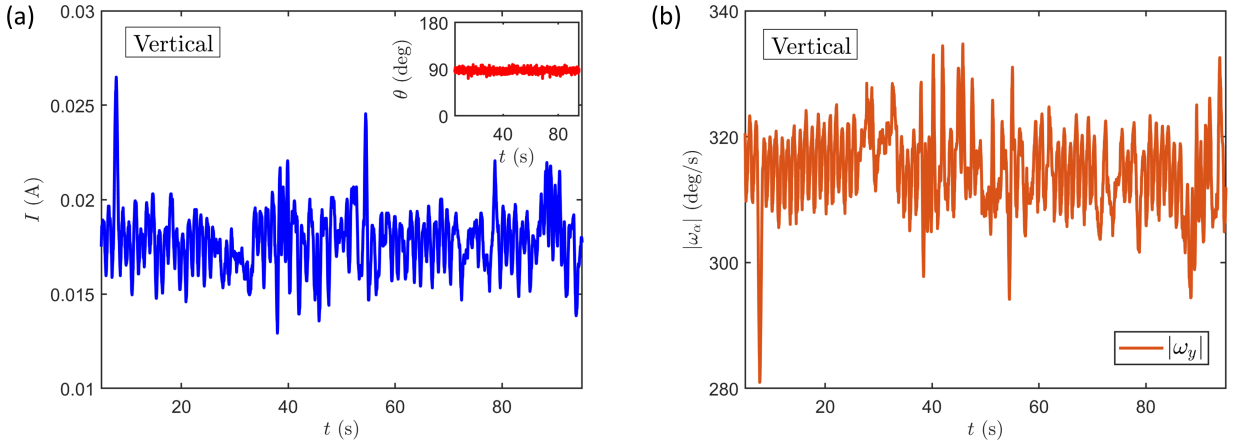 (a)
0.03
0.025
0.02
0.015
0.01
I (A)
Vertical
180
90
0
θ (deg)
40 80
t (s)
20 40 60 80
t (s)
(b)
340
320
300
280
|ω_α| (deg/s)
Vertical
|ω_y|
20 40 60 80
t (s)